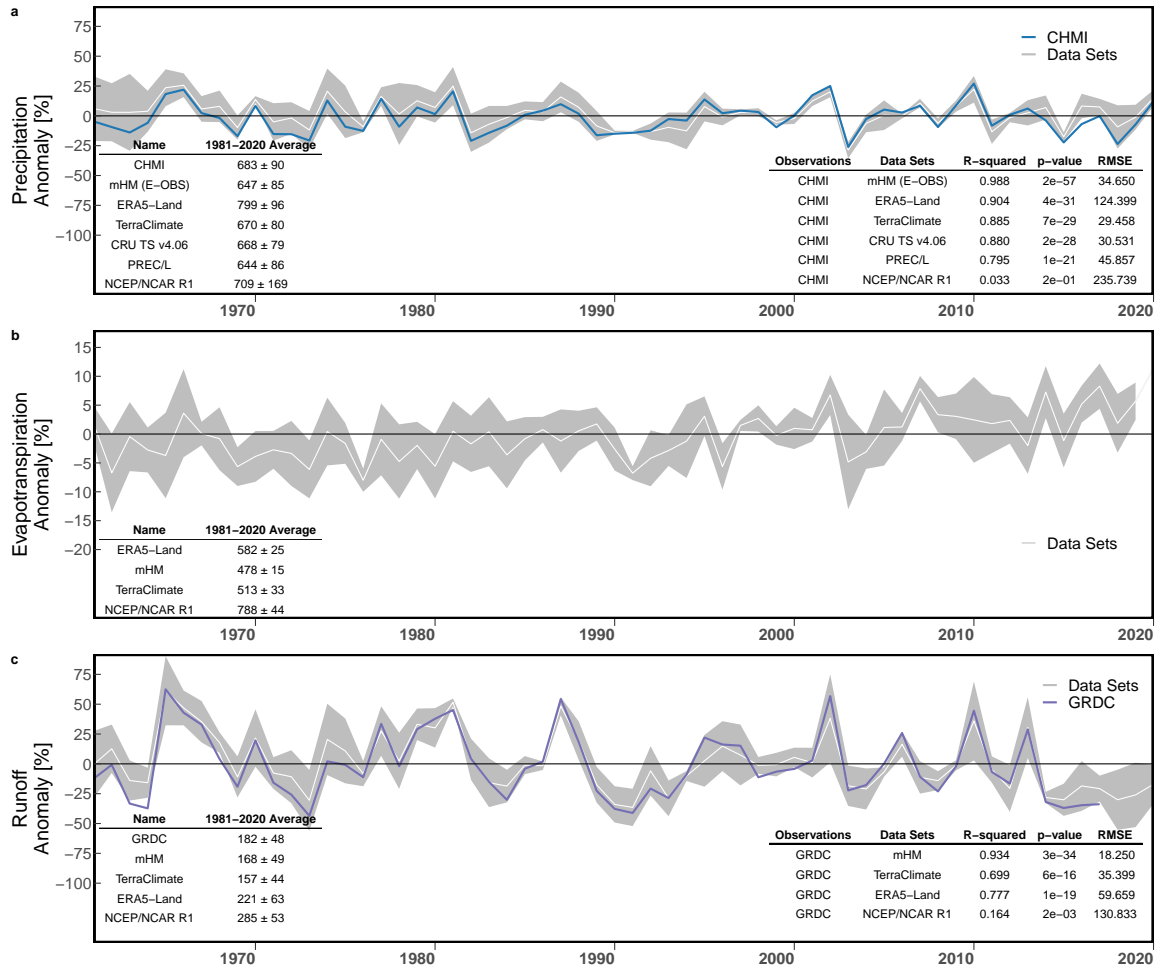 a
Precipitation
Anomaly [%]
75
50
25
0
−25
−50
−75
−100
CHMI
Data Sets
Name 1981−2020 Average
CHMI 683 ± 90
mHM (E−OBS) 647 ± 85
ERA5−Land 799 ± 96
TerraClimate 670 ± 80
CRU TS v4.06 668 ± 79
PREC/L 644 ± 86
NCEP/NCAR R1 709 ± 169
Observations Data Sets R−squared p−value RMSE
CHMI mHM (E−OBS) 0.988 2e−57 34.650
CHMI ERA5−Land 0.904 4e−31 124.399
CHMI TerraClimate 0.885 7e−29 29.458
CHMI CRU TS v4.06 0.880 2e−28 30.531
CHMI PREC/L 0.795 1e−21 45.857
CHMI NCEP/NCAR R1 0.033 2e−01 235.739
1970 1980 1990 2000 2010 2020
b
Evapotranspiration
Anomaly [%]
15
10
5
0
−5
−10
−15
−20
Name 1981−2020 Average
ERA5−Land 582 ± 25
mHM 478 ± 15
TerraClimate 513 ± 33
NCEP/NCAR R1 788 ± 44
Data Sets
1970 1980 1990 2000 2010 2020
c
Runoff
Anomaly [%]
75
50
25
0
−25
−50
−75
−100
Data Sets
GRDC
Name 1981−2020 Average
GRDC 182 ± 48
mHM 168 ± 49
TerraClimate 157 ± 44
ERA5−Land 221 ± 63
NCEP/NCAR R1 285 ± 53
Observations Data Sets R−squared p−value RMSE
GRDC mHM 0.934 3e−34 18.250
GRDC TerraClimate 0.699 6e−16 35.399
GRDC ERA5−Land 0.777 1e−19 59.659
GRDC NCEP/NCAR R1 0.164 2e−03 130.833
1970 1980 1990 2000 2010 2020